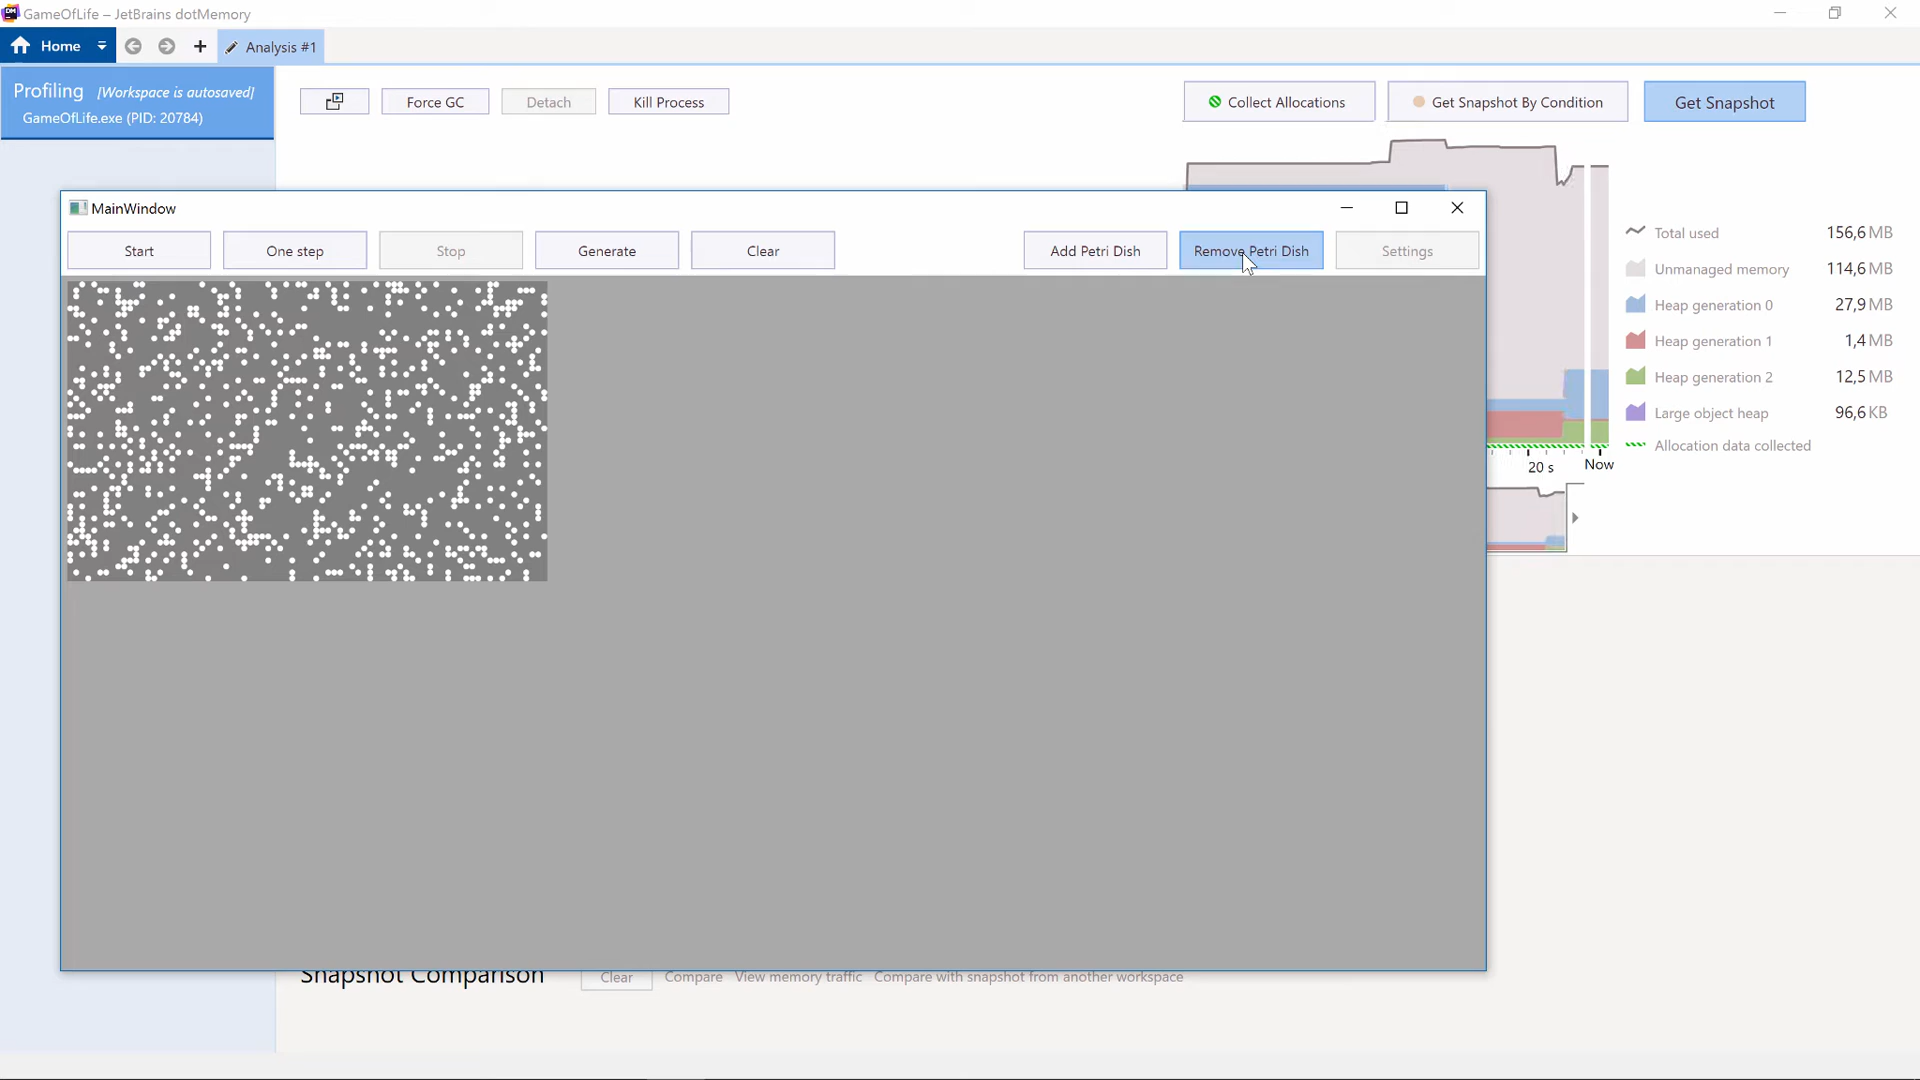 GameOfLife – JetBrains dotMemory
Home
Analysis #1
Profiling [Workspace is autosaved]
GameOfLife.exe (PID: 20784)
Force GC
Detach
Kill Process
Collect Allocations
Get Snapshot By Condition
Get Snapshot
MainWindow
Start
One step
Stop
Generate
Clear
Add Petri Dish
Remove Petri Dish
Settings
Total used 156,6 MB
Unmanaged memory 114,6 MB
Heap generation 0 27,9 MB
Heap generation 1 1,4 MB
Heap generation 2 12,5 MB
Large object heap 96,6 KB
Allocation data collected
20 s
Now
Snapshot Comparison
Clear
Compare
View memory traffic
Compare with snapshot from another workspace